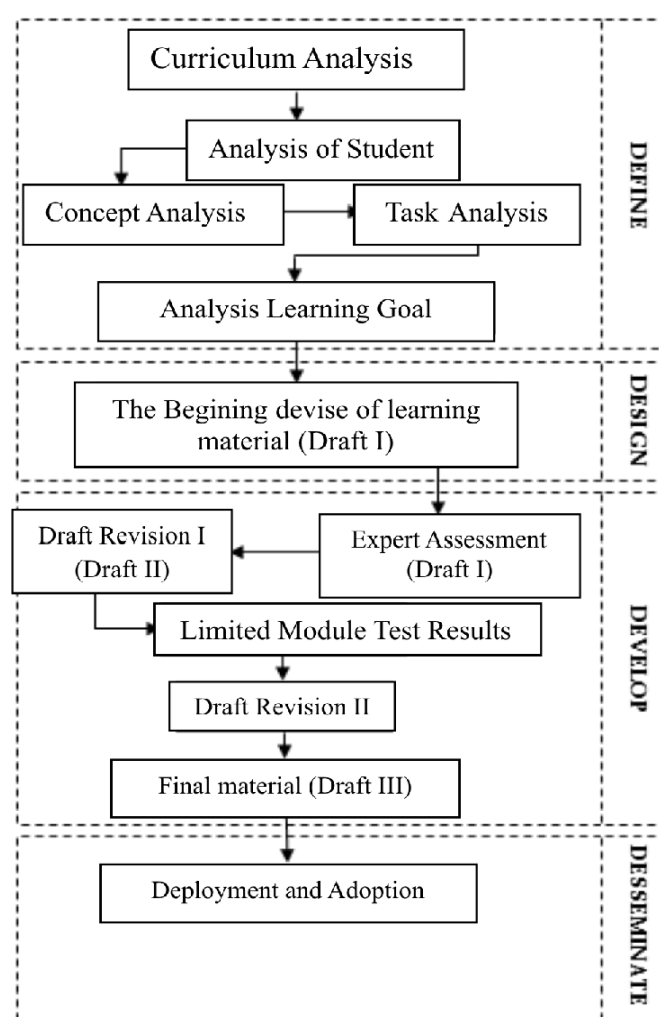 Curriculum Analysis
Analysis of Student
Concept Analysis
Task Analysis
Analysis Learning Goal
DEFINE
The Begining devise of learning
material (Draft I)
DESIGN
Draft Revision I
(Draft II)
Expert Assessment
(Draft I)
Limited Module Test Results
Draft Revision II
Final material (Draft III)
DEVELOP
Deployment and Adoption
DESSEMINATE